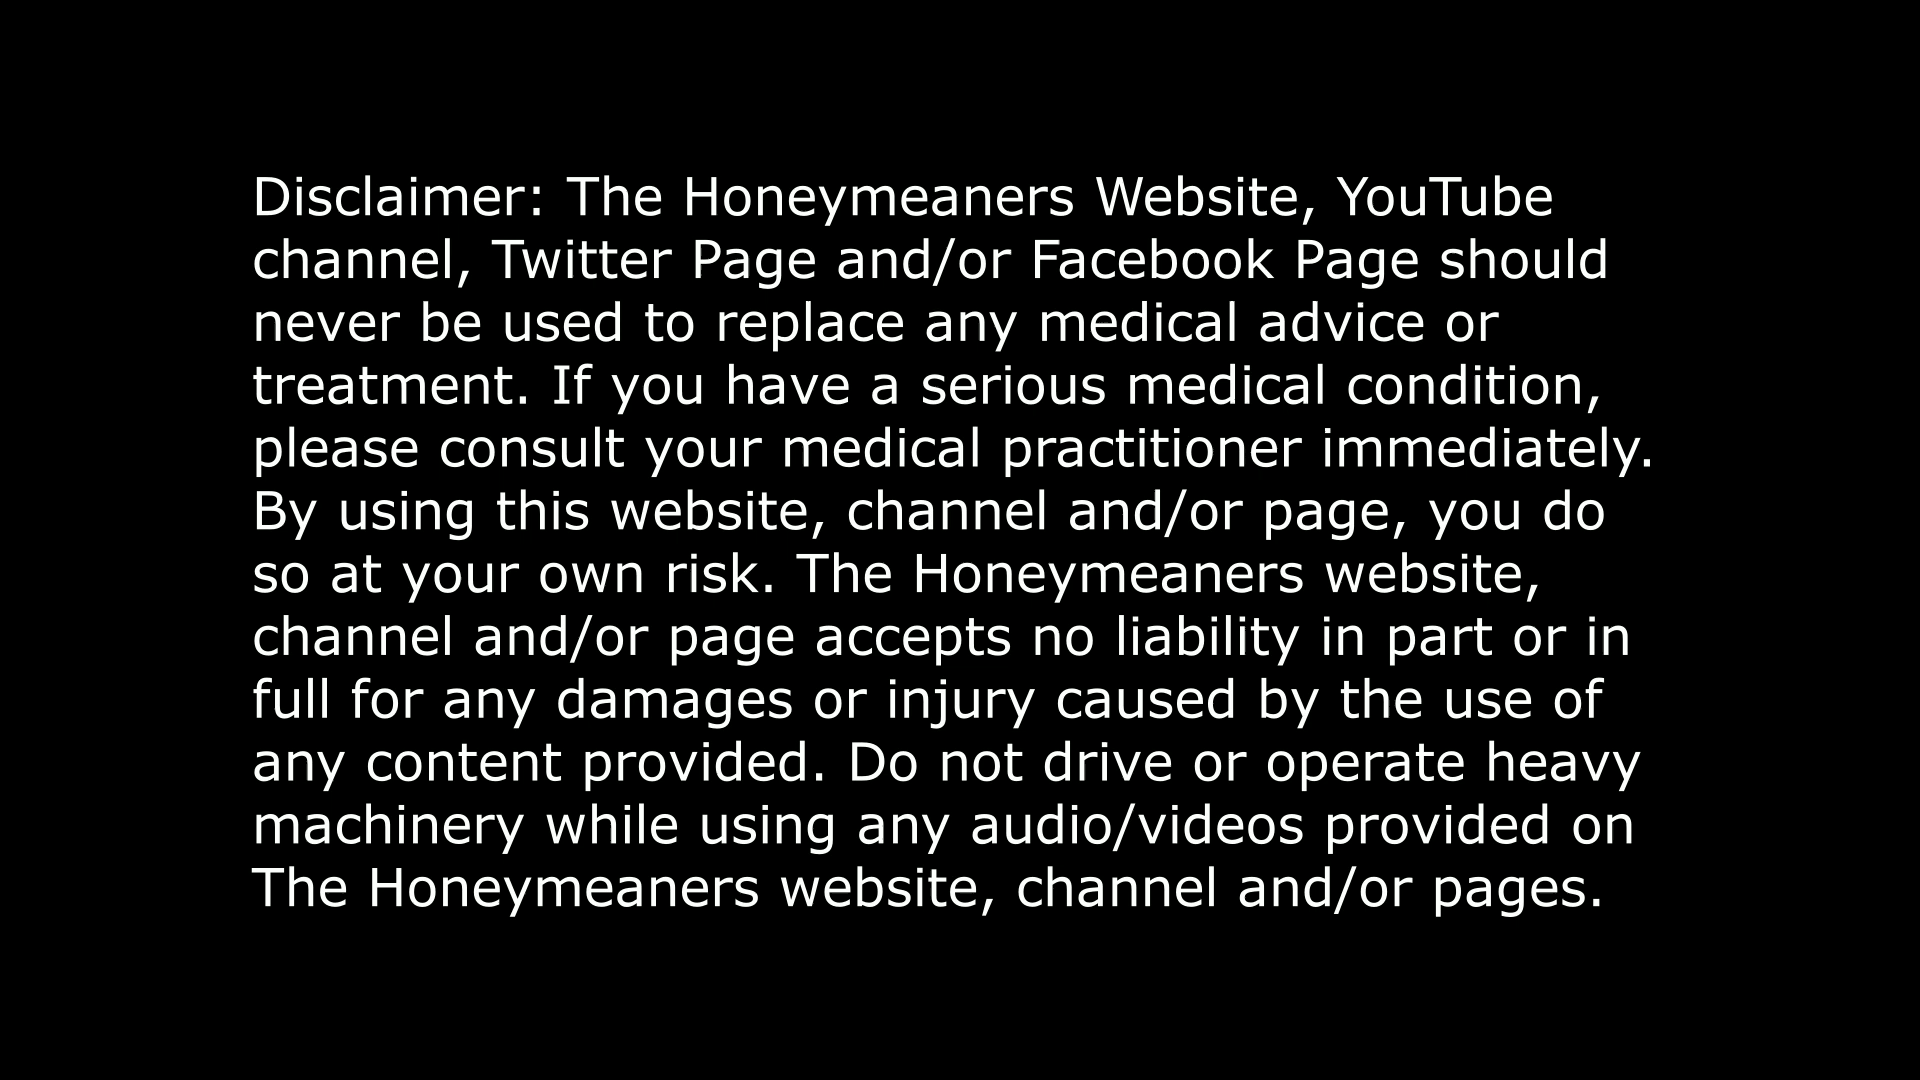 Disclaimer: The Honeymeaners Website, YouTube
channel, Twitter Page and/or Facebook Page should
never be used to replace any medical advice or
treatment. If you have a serious medical condition,
please consult your medical practitioner immediately.
By using this website, channel and/or page, you do
so at your own risk. The Honeymeaners website,
channel and/or page accepts no liability in part or in
full for any damages or injury caused by the use of
any content provided. Do not drive or operate heavy
machinery while using any audio/videos provided on
The Honeymeaners website, channel and/or pages.